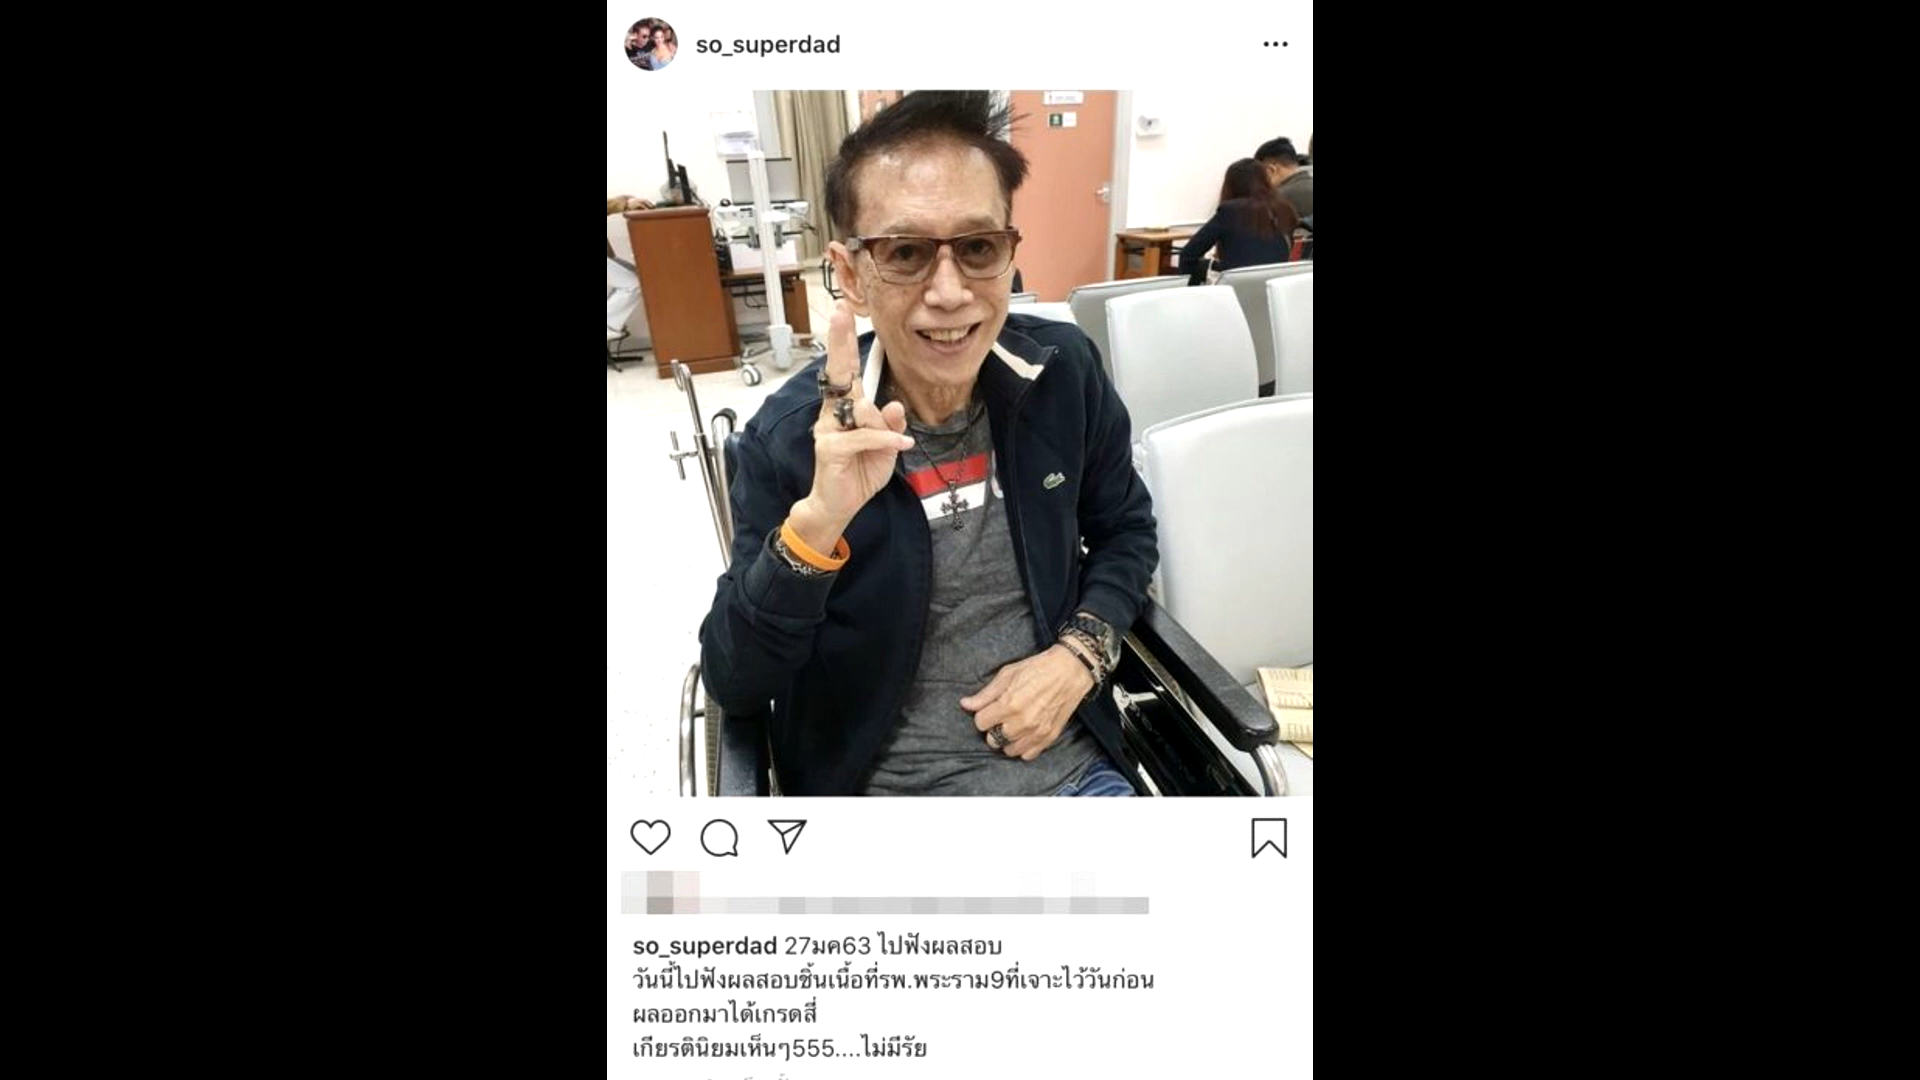 so_superdad
so_superdad 27มค63 ไปฟังผลสอบ
วันนี้ไปฟังผลสอบชิ้นเนื้อที่รพ.พระราม9ที่เจาะไว้วันก่อน
ผลออกมาได้เกรดสี่
เกียรตินิยมเห็นๆ555....ไม่มีรัย